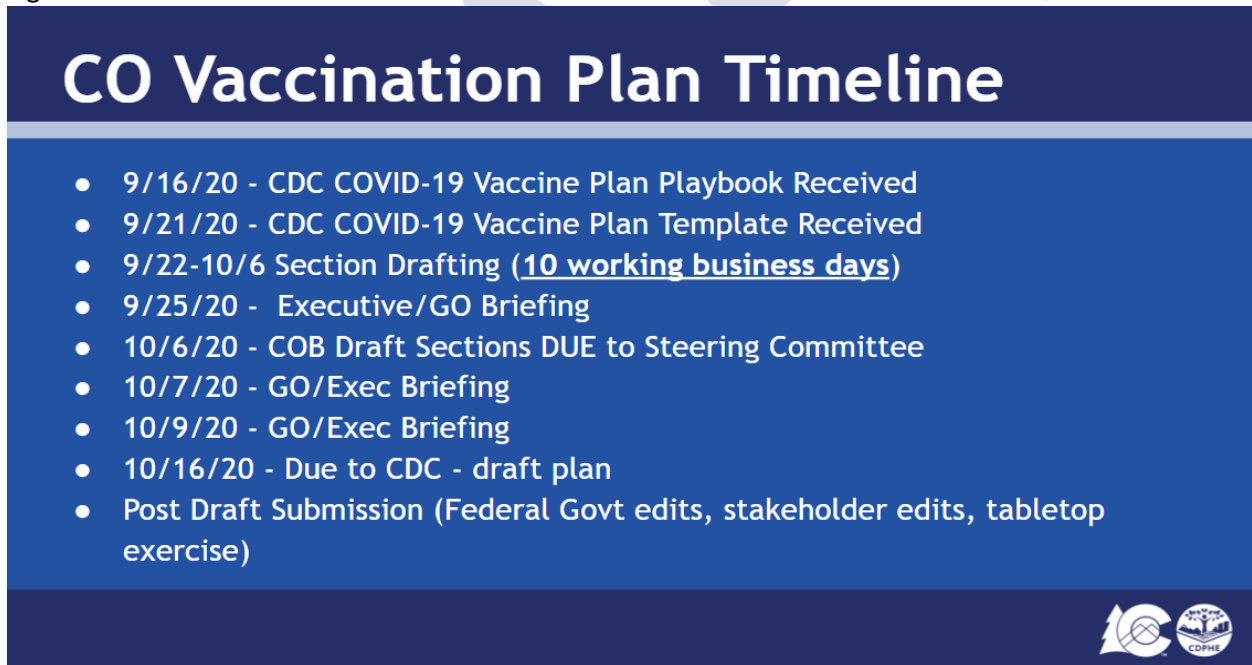 CO Vaccination Plan Timeline
● 9/16/20 - CDC COVID-19 Vaccine Plan Playbook Received
● 9/21/20 - CDC COVID-19 Vaccine Plan Template Received
● 9/22-10/6 Section Drafting (10 working business days)
● 9/25/20 - Executive/GO Briefing
● 10/6/20 - COB Draft Sections DUE to Steering Committee
● 10/7/20 - GO/Exec Briefing
● 10/9/20 - GO/Exec Briefing
● 10/16/20 - Due to CDC - draft plan
● Post Draft Submission (Federal Govt edits, stakeholder edits, tabletop
exercise)
CDPHE